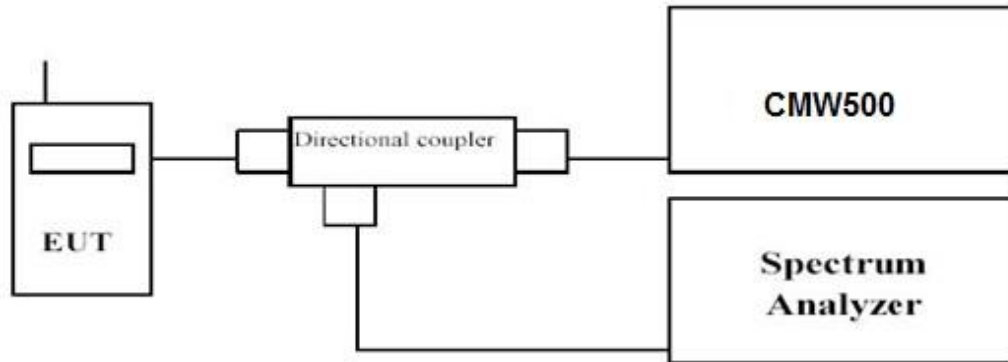 CMW500
Directional coupler
EUT
Spectrum
Analyzer